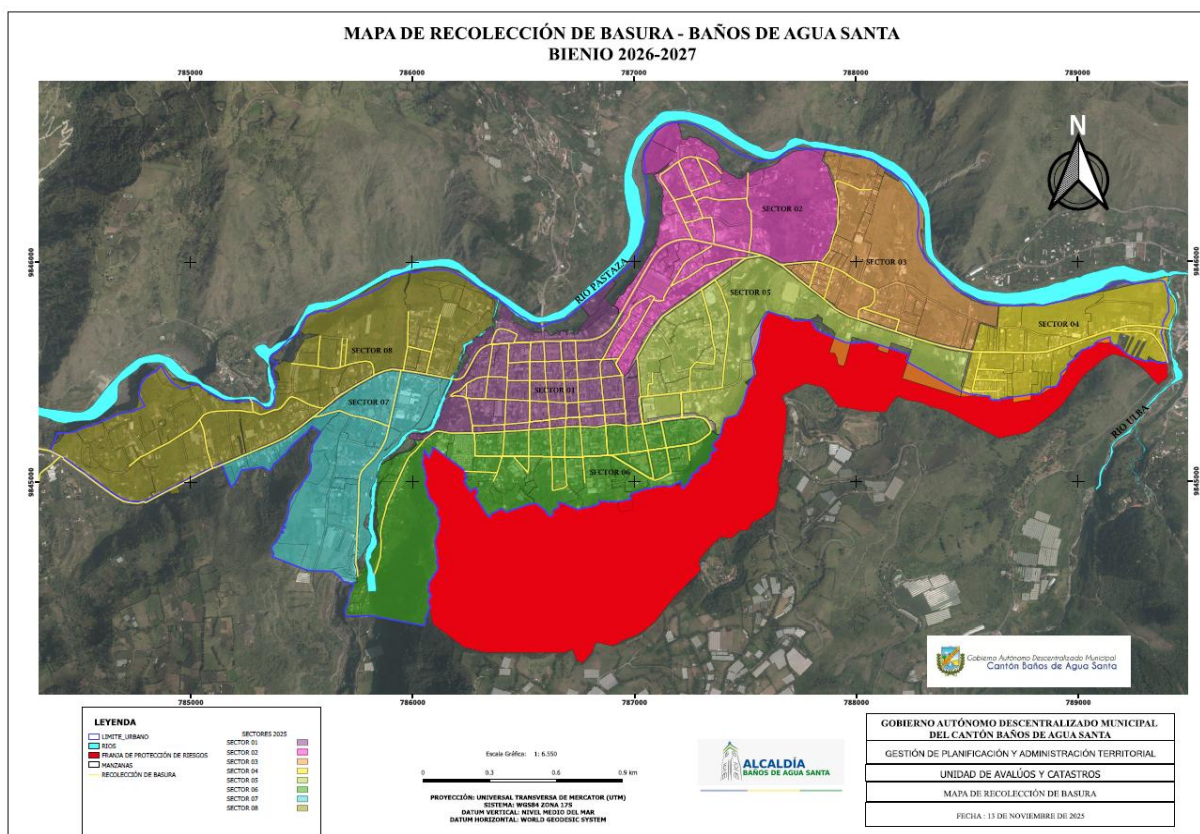 MAPA DE RECOLECCIÓN DE BASURA - BAÑOS DE AGUA SANTA
BIENIO 2026-2027
785000
786000
787000
788000
789000
N
9846000
9846000
9845000
9845000
RIO PASTAZA
RIO ULBA
SECTOR 02
SECTOR 03
SECTOR 05
SECTOR 04
SECTOR 08
SECTOR 07
SECTOR 01
SECTOR 06
Gobierno Autónomo Descentralizado Municipal
Cantón Baños de Agua Santa
785000
786000
787000
788000
789000
LEYENDA
LIMITE_URBANO
RIOS
FRANJA DE PROTECCIÓN DE RIESGOS
MANZANAS
RECOLECCIÓN DE BASURA
SECTORES 2025
SECTOR 01
SECTOR 02
SECTOR 03
SECTOR 04
SECTOR 05
SECTOR 06
SECTOR 07
SECTOR 08
Escala Gráfica: 1: 6.550
0 0.3 0.6 0.9 km
PROYECCIÓN: UNIVERSAL TRANSVERSA DE MERCATOR (UTM)
SISTEMA: WGS84 ZONA 17S
DATUM VERTICAL: NIVEL MEDIO DEL MAR
DATUM HORIZONTAL: WORLD GEODESIC SYSTEM
ALCALDÍA
BAÑOS DE AGUA SANTA
GOBIERNO AUTÓNOMO DESCENTRALIZADO MUNICIPAL
DEL CANTÓN BAÑOS DE AGUA SANTA
GESTIÓN DE PLANIFICACIÓN Y ADMINISTRACIÓN TERRITORIAL
UNIDAD DE AVALÚOS Y CATASTROS
MAPA DE RECOLECCIÓN DE BASURA
FECHA : 13 DE NOVIEMBRE DE 2025